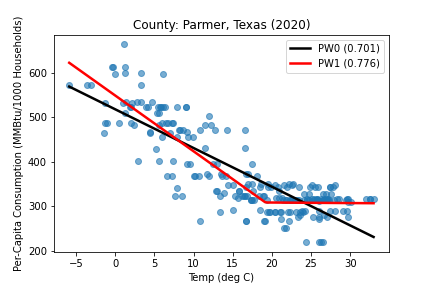 County: Parmer, Texas (2020)
PW0 (0.701)
PW1 (0.776)
Per-Capita Consumption (MMBtu/1000 Households)
600
500
400
300
200
−5 0 5 10 15 20 25 30
Temp (deg C)